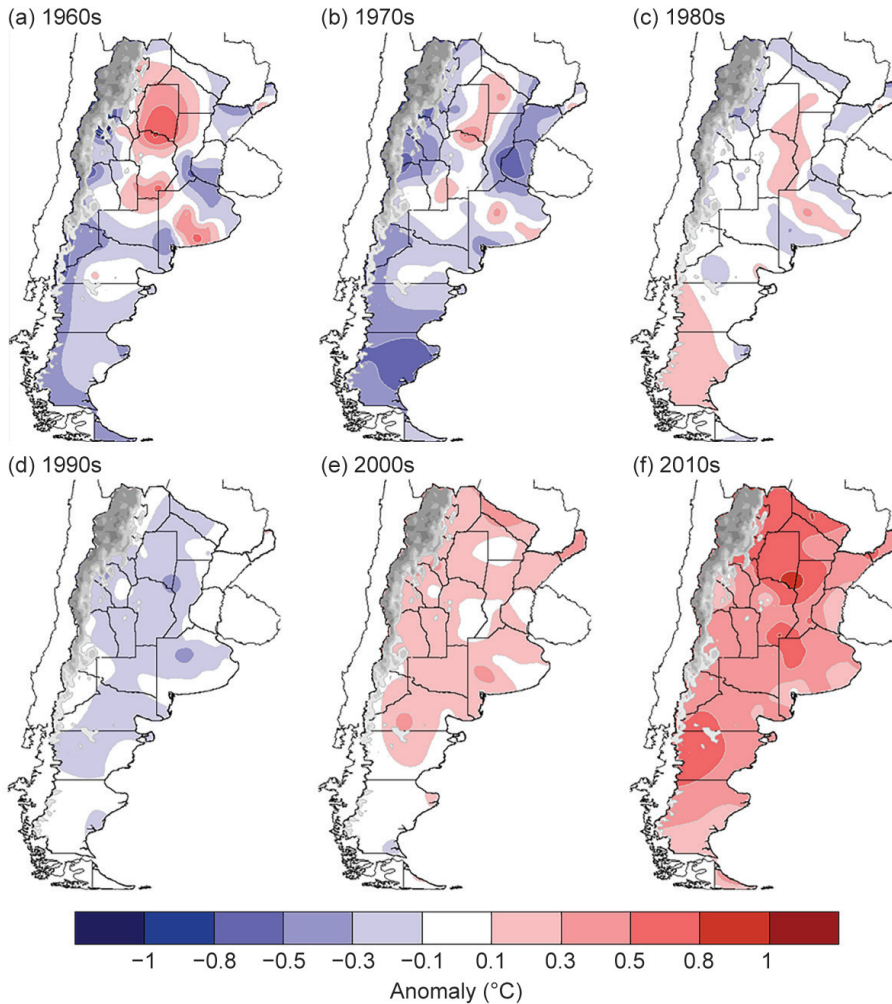 (a) 1960s
(b) 1970s
(c) 1980s
(d) 1990s
(e) 2000s
(f) 2010s
−1 −0.8 −0.5 −0.3 −0.1 0.1 0.3 0.5 0.8 1
Anomaly (°C)